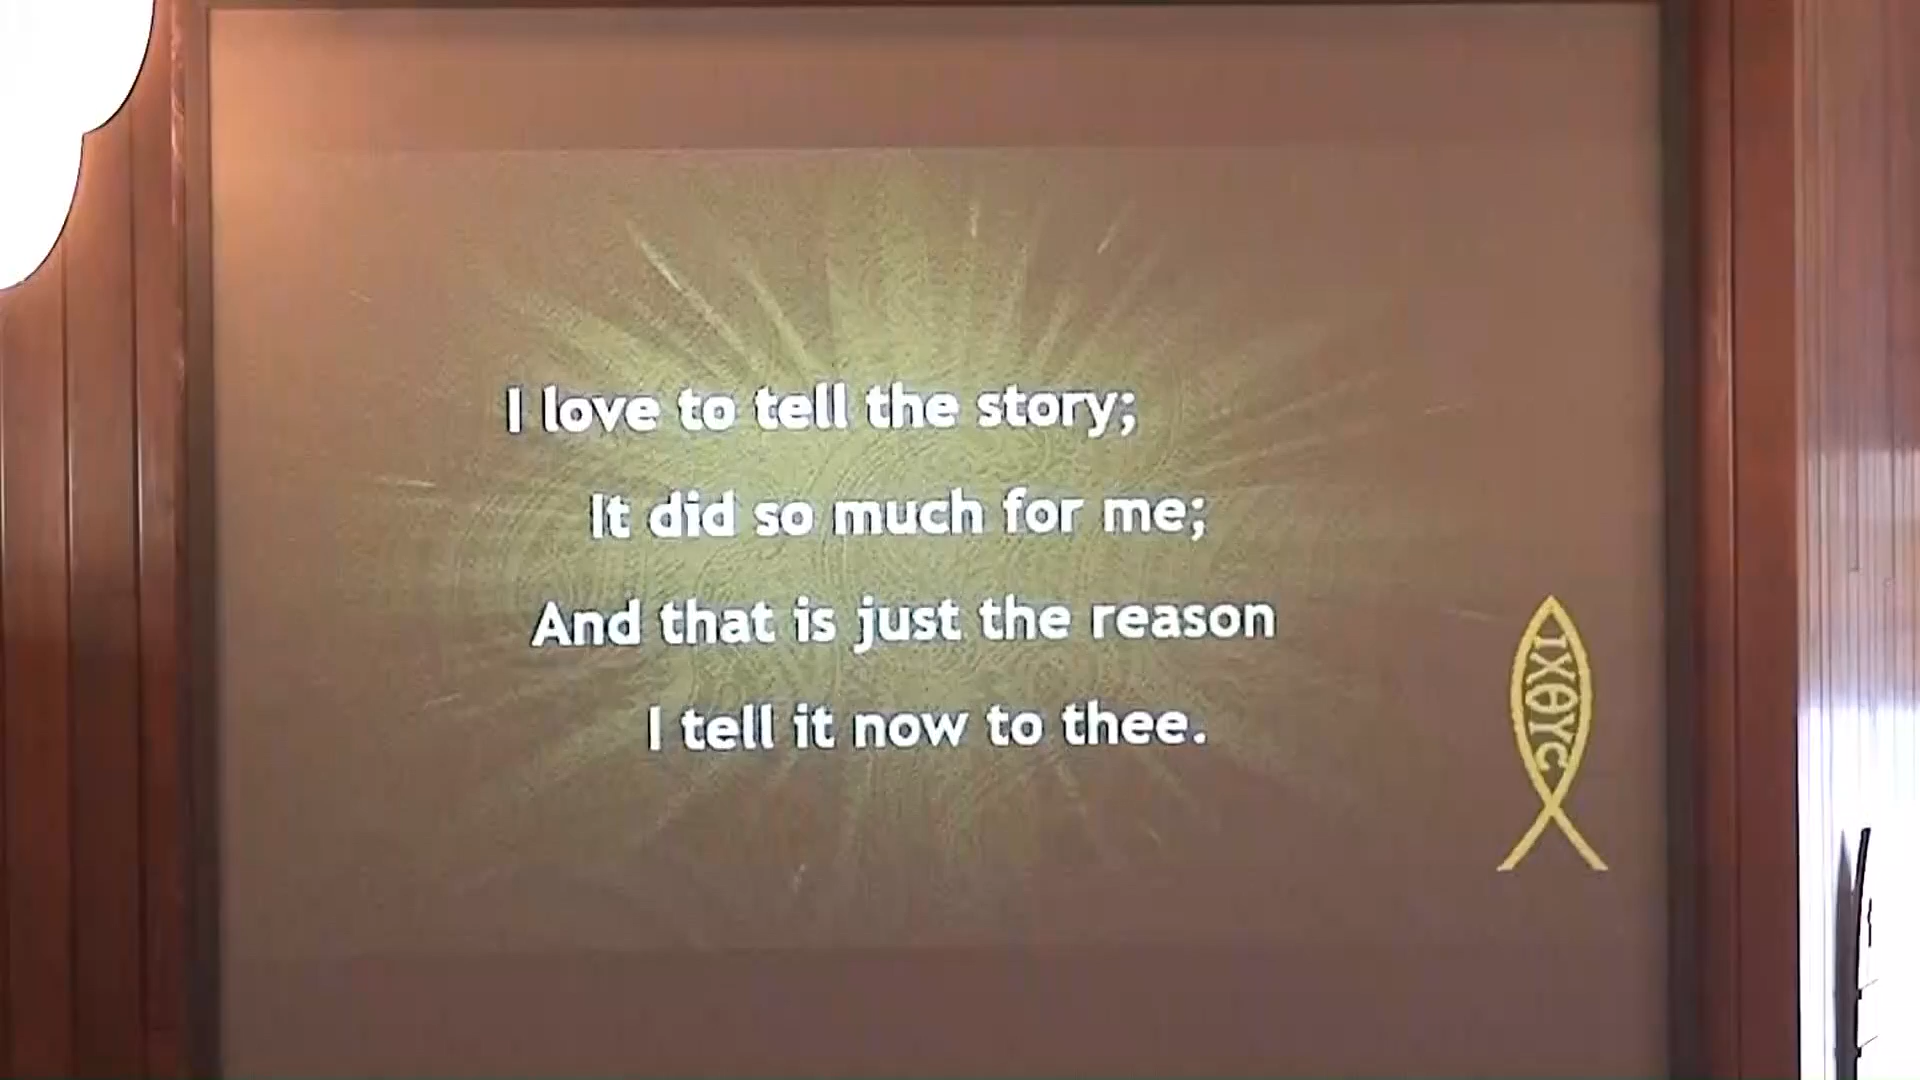 I love to tell the story;
It did so much for me;
And that is just the reason
I tell it now to thee.
ΙΧΘΥϹ